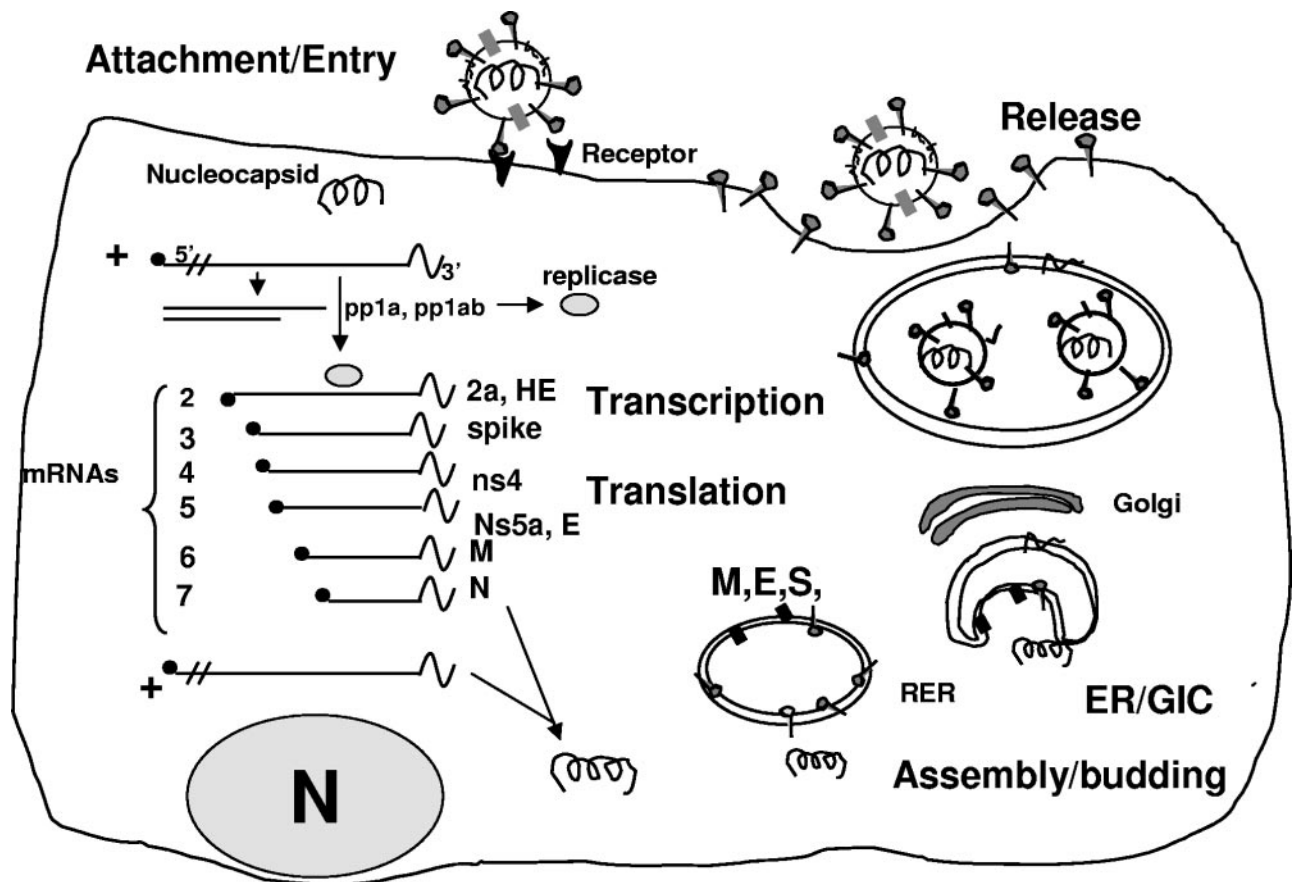 Attachment/Entry
Release
Receptor
Nucleocapsid
+
5’
3’
replicase
pp1a, pp1ab
mRNAs
2
2a, HE
3
spike
4
ns4
5
Ns5a, E
6
M
7
N
Transcription
Translation
Golgi
M,E,S,
+
RER
ER/GIC
Assembly/budding
N